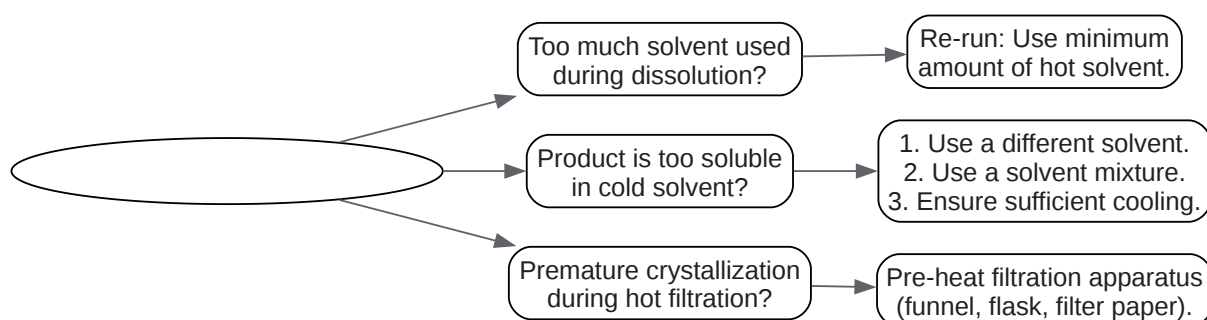 Too much solvent used
during dissolution?
Re-run: Use minimum
amount of hot solvent.
Product is too soluble
in cold solvent?
1. Use a different solvent.
2. Use a solvent mixture.
3. Ensure sufficient cooling.
Premature crystallization
during hot filtration?
Pre-heat filtration apparatus
(funnel, flask, filter paper).